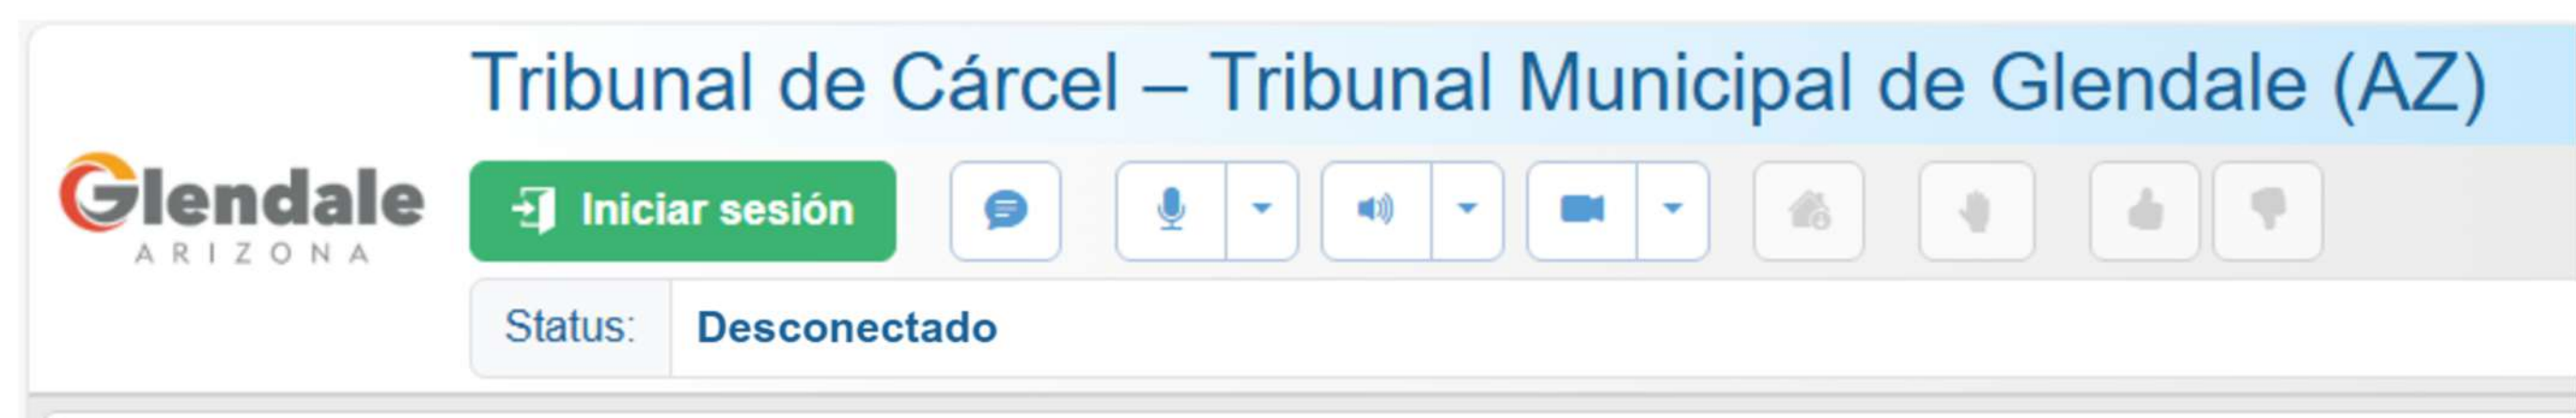 Tribunal de Cárcel – Tribunal Municipal de Glendale (AZ)
Glendale
ARIZONA
Iniciar sesión
Status: Desconectado